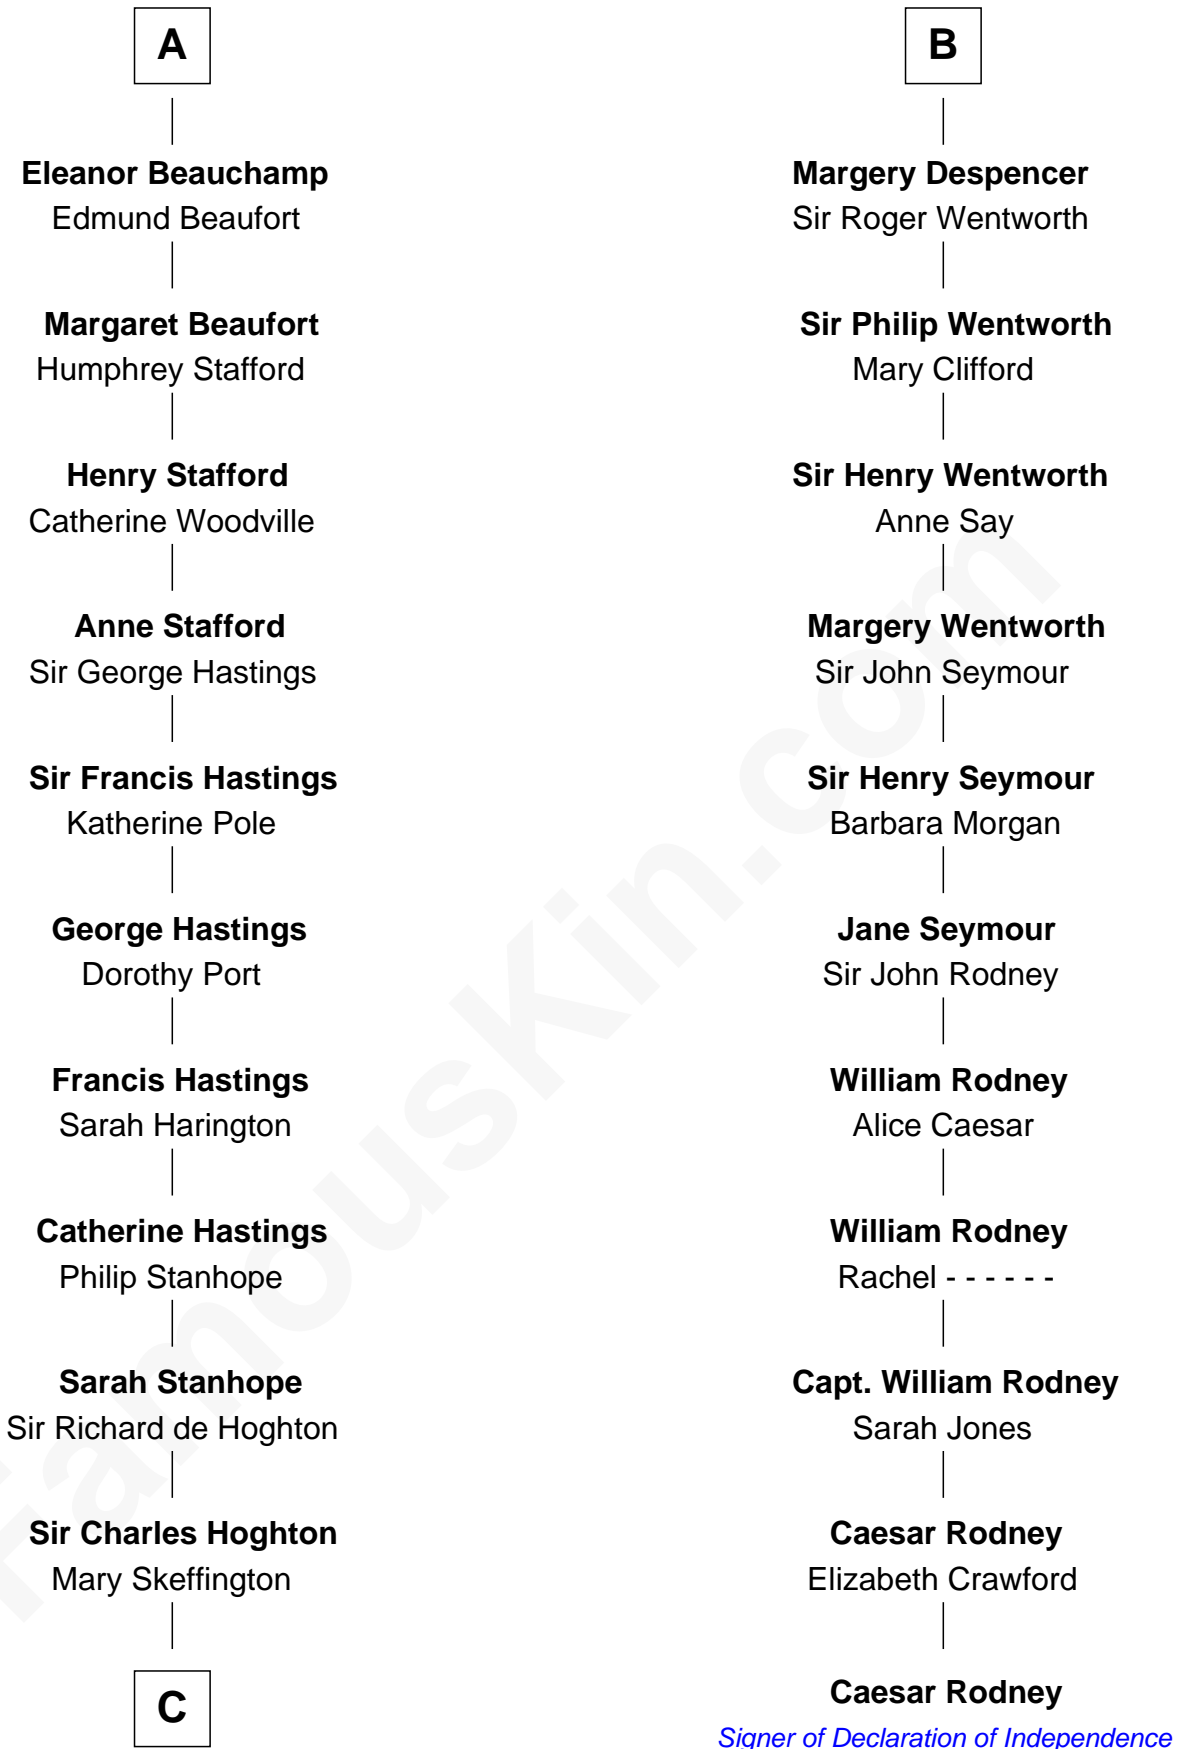 A
Eleanor Beauchamp
Edmund Beaufort
Margaret Beaufort
Humphrey Stafford
Henry Stafford
Catherine Woodville
Anne Stafford
Sir George Hastings
Sir Francis Hastings
Katherine Pole
George Hastings
Dorothy Port
Francis Hastings
Sarah Harington
Catherine Hastings
Philip Stanhope
Sarah Stanhope
Sir Richard de Hoghton
Sir Charles Hoghton
Mary Skeffington
C
B
Margery Despencer
Sir Roger Wentworth
Sir Philip Wentworth
Mary Clifford
Sir Henry Wentworth
Anne Say
Margery Wentworth
Sir John Seymour
Sir Henry Seymour
Barbara Morgan
Jane Seymour
Sir John Rodney
William Rodney
Alice Caesar
William Rodney
Rachel - - - - - -
Capt. William Rodney
Sarah Jones
Caesar Rodney
Elizabeth Crawford
Caesar Rodney
Signer of Declaration of Independence
FamousKin.com